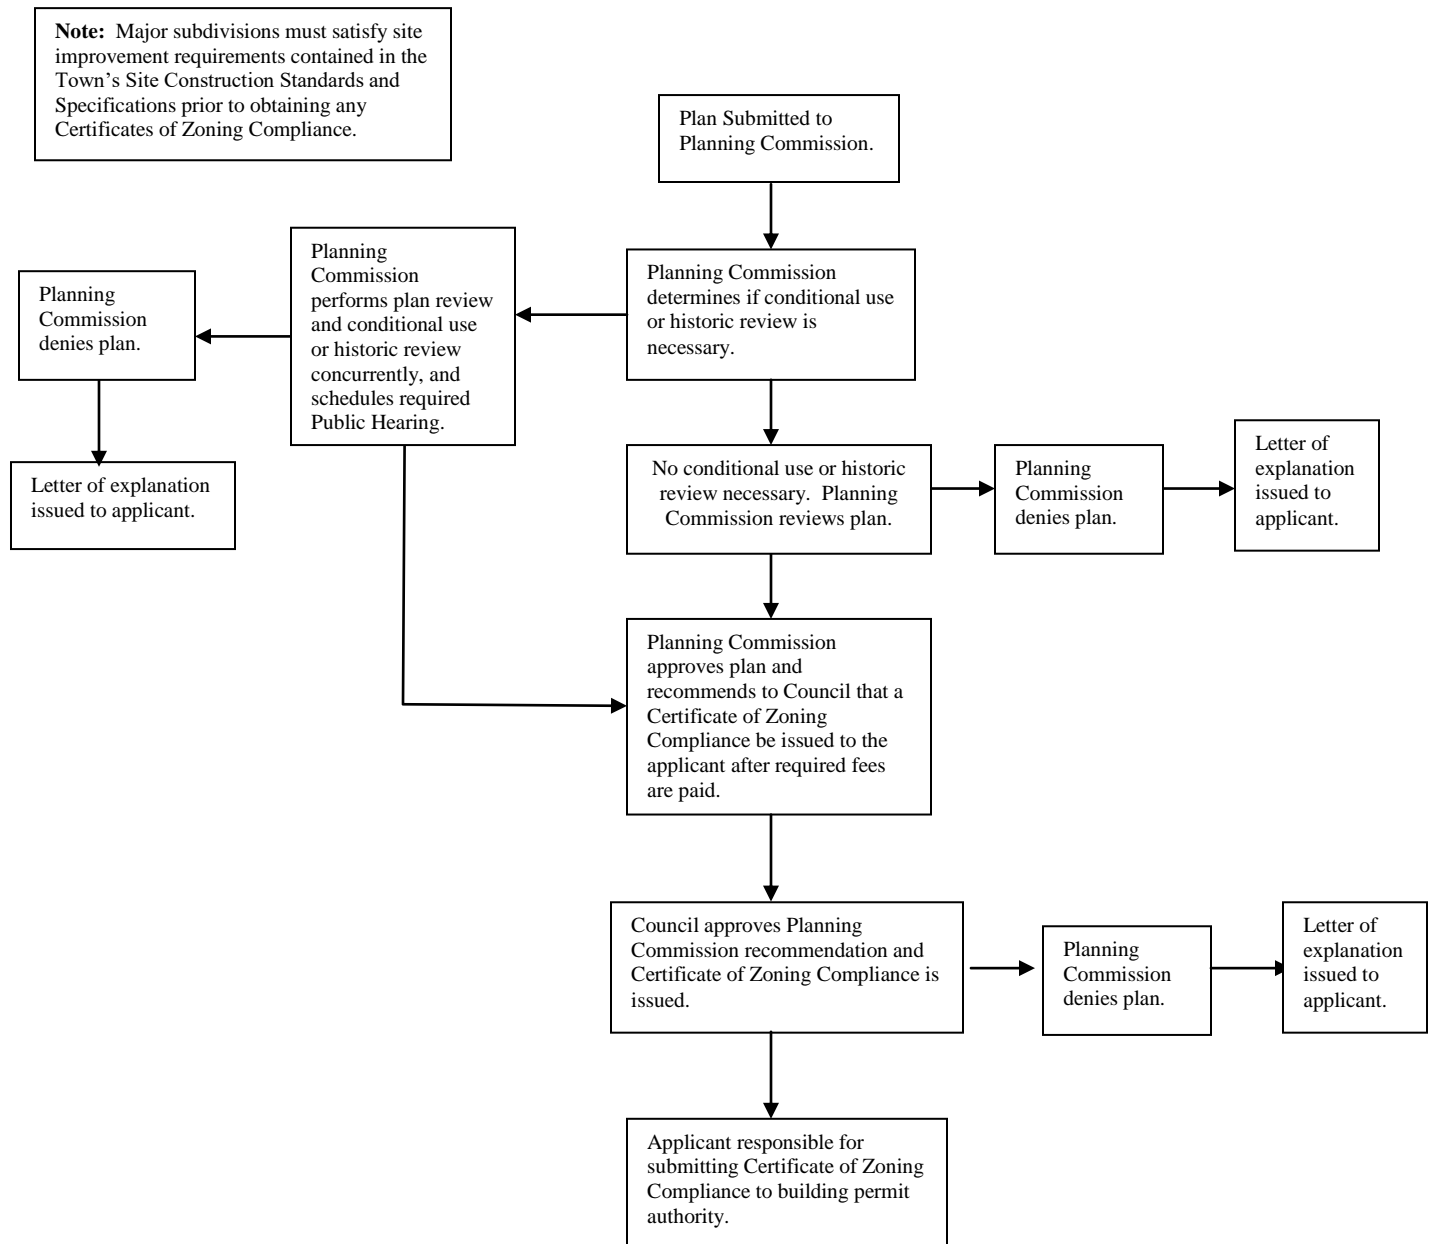 Note: Major subdivisions must satisfy site
improvement requirements contained in the
Town's Site Construction Standards and
Specifications prior to obtaining any
Certificates of Zoning Compliance.
Plan Submitted to
Planning Commission.
Planning Commission
determines if conditional use
or historic review is
necessary.
Planning
Commission
performs plan review
and conditional use
or historic review
concurrently, and
schedules required
Public Hearing.
Planning
Commission
denies plan.
Letter of explanation
issued to applicant.
No conditional use or historic
review necessary. Planning
Commission reviews plan.
Planning
Commission
denies plan.
Letter of
explanation
issued to
applicant.
Planning Commission
approves plan and
recommends to Council that a
Certificate of Zoning
Compliance be issued to the
applicant after required fees
are paid.
Council approves Planning
Commission recommendation and
Certificate of Zoning Compliance is
issued.
Planning
Commission
denies plan.
Letter of
explanation
issued to
applicant.
Applicant responsible for
submitting Certificate of Zoning
Compliance to building permit
authority.